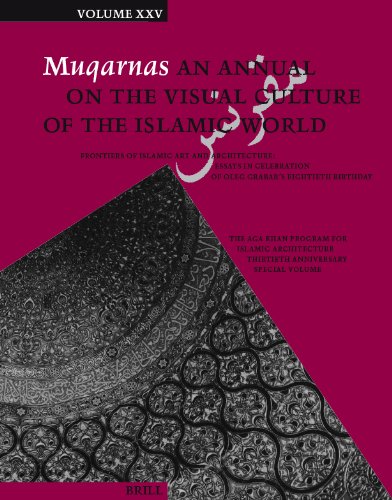 VOLUME XXV
Muqarnas AN ANNUAL
ON THE VISUAL CULTURE
OF THE ISLAMIC WORLD
مقرنس
FRONTIERS OF ISLAMIC ART AND ARCHITECTURE:
ESSAYS IN CELEBRATION
OF OLEG GRABAR'S EIGHTIETH BIRTHDAY
THE AGA KHAN PROGRAM FOR
ISLAMIC ARCHITECTURE
THIRTIETH ANNIVERSARY
SPECIAL VOLUME
BRILL